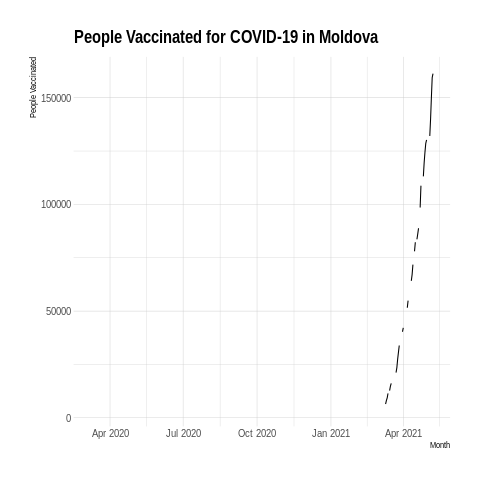 People Vaccinated for COVID-19 in Moldova
People Vaccinated
150000
100000
50000
0
Apr 2020 Jul 2020 Oct 2020 Jan 2021 Apr 2021
Month